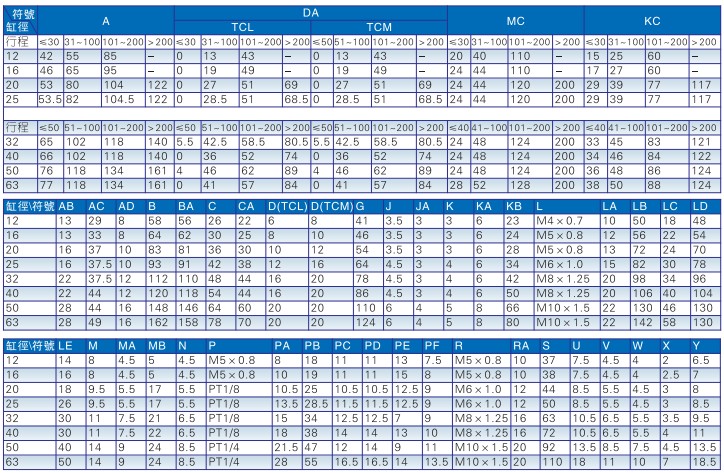 符號 A DA MC KC
缸徑 TCL TCM
行程 ≤30 31~100 101~200 >200 ≤30 31~100 101~200 >200 ≤50 51~100 101~200 >200 ≤30 31~100 101~200 >200 ≤30 31~100 101~200 >200
12 42 55 85 – 0 13 43 – 0 13 43 – 20 40 110 – 15 25 60 –
16 46 65 95 – 0 19 49 – 0 19 49 – 24 44 110 – 17 27 60 –
20 53 80 104 122 0 27 51 69 0 27 51 69 24 44 120 200 29 39 77 117
25 53.5 82 104.5 122 0 28.5 51 68.5 0 28.5 51 68.5 24 44 120 200 29 39 77 117
行程 ≤50 51~100 101~200 >200 ≤50 51~100 101~200 >200 ≤50 51~100 101~200 >200 ≤40 41~100 101~200 >200 ≤40 41~100 101~200 >200
32 65 102 118 140 5.5 42.5 58.5 80.5 5.5 42.5 58.5 80.5 24 48 124 200 33 45 83 121
40 66 102 118 140 0 36 52 74 0 36 52 74 24 48 124 200 34 46 84 122
50 76 118 134 161 4 46 62 89 4 46 62 89 24 48 124 200 36 48 86 124
63 77 118 134 161 0 41 57 84 0 41 57 84 28 52 128 200 38 50 88 124
缸徑\符號 AB AC AD B BA C CA D(TCL) D(TCM) G J JA K KA KB L LA LB LC LD
12 13 29 8 58 56 26 22 6 8 41 3.5 3 3 6 23 M4×0.7 10 50 18 48
16 13 33 8 64 62 30 25 8 10 46 3.5 3 3 6 24 M5×0.8 12 56 22 54
20 16 37 10 83 81 36 30 10 12 54 3.5 3 3 6 28 M5×0.8 13 72 24 70
25 16 37.5 10 93 91 42 38 12 16 64 4.5 3 4 6 34 M6×1.0 15 82 30 78
32 22 37.5 12 112 110 48 44 16 20 78 4.5 3 4 6 42 M8×1.25 20 98 34 96
40 22 44 12 120 118 54 44 16 20 86 4.5 3 4 6 50 M8×1.25 20 106 40 104
50 28 44 16 148 146 64 60 20 20 110 6 4 5 8 66 M10×1.5 22 130 46 130
63 28 49 16 162 158 78 70 20 20 124 6 4 5 8 80 M10×1.5 22 142 58 130
缸徑\符號 LE M MA MB N P PA PB PC PD PE PF R RA S U V W X Y
12 14 8 4.5 5 4.5 M5×0.8 8 18 11 11 13 7.5 M5×0.8 10 37 7.5 4.5 4 2 6.5
16 16 8 4.5 5 4.5 M5×0.8 10 19 11 11 15 8 M5×0.8 10 38 7.5 4.5 4 2.5 7
20 18 9.5 5.5 17 5.5 PT1/8 10.5 25 10.5 10.5 12.5 9 M6×1.0 12 44 8.5 5.5 4.5 3 8
25 26 9.5 5.5 17 5.5 PT1/8 13.5 28.5 11.5 11.5 12.5 9 M6×1.0 12 50 8.5 5.5 4.5 3 8.5
32 30 11 7.5 21 6.5 PT1/8 15 34 12.5 12.5 7 9 M8×1.25 16 63 10.5 6.5 5.5 3.5 9.5
40 30 11 7.5 22 6.5 PT1/8 18 38 14 14 13 10 M8×1.25 16 72 10.5 6.5 5.5 4 11
50 40 14 9 24 8.5 PT1/4 21.5 47 12 14 9 11 M10×1.5 20 92 13.5 8.5 7.5 4.5 13.5
63 50 14 9 24 8.5 PT1/4 28 55 16.5 16.5 14 13.5 M10×1.5 20 110 18 11 10 7 18.5